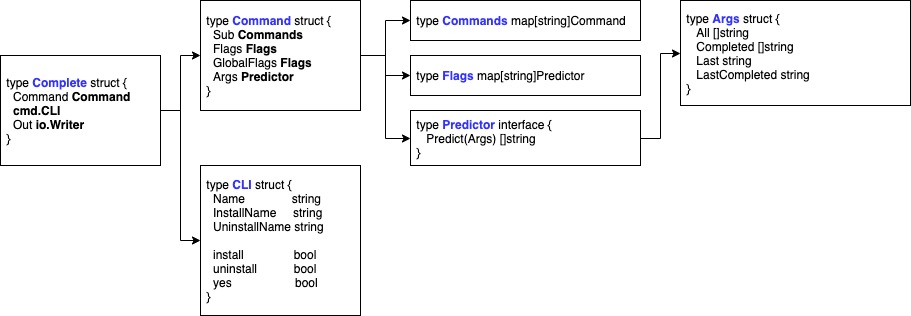 type Complete struct {
Command Command
cmd.CLI
Out io.Writer
}
type Command struct {
Sub Commands
Flags Flags
GlobalFlags Flags
Args Predictor
}
type CLI struct {
Name string
InstallName string
UninstallName string
install bool
uninstall bool
yes bool
}
type Commands map[string]Command
type Flags map[string]Predictor
type Predictor interface {
Predict(Args) []string
}
type Args struct {
All []string
Completed []string
Last string
LastCompleted string
}